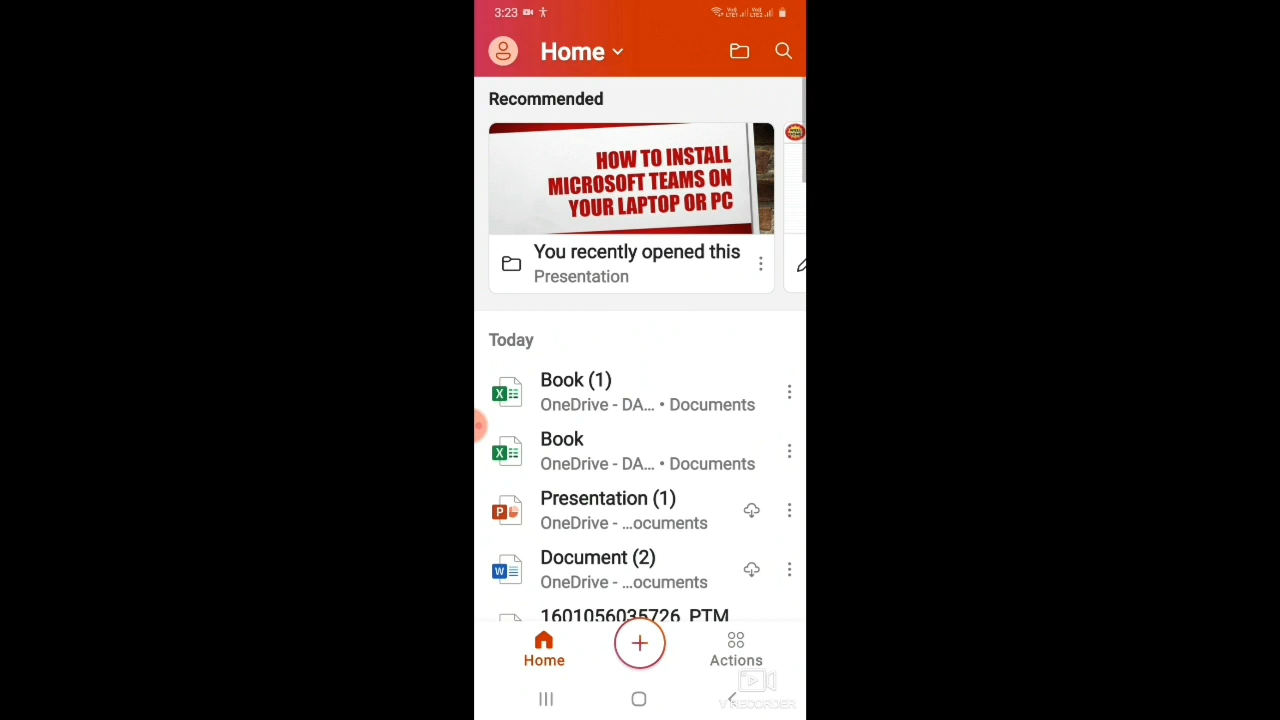 3:23
Home
Recommended
HOW TO INSTALL
MICROSOFT TEAMS ON
YOUR LAPTOP OR PC
You recently opened this
Presentation
Today
Book (1)
OneDrive - DA... • Documents
Book
OneDrive - DA... • Documents
Presentation (1)
OneDrive - ...ocuments
Document (2)
OneDrive - ...ocuments
1601056035726 PTM
Home
Actions